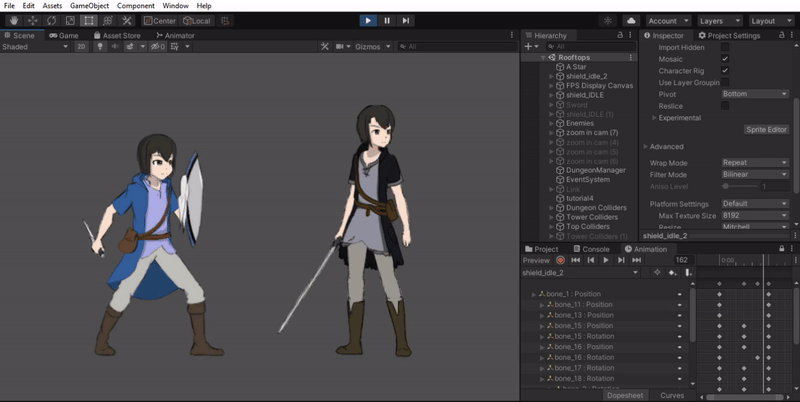 File Edit Assets GameObject Component Window Help
Center Local
Account Layers Layout
Scene Game Asset Store Animator
Shaded 2D Gizmos All
Hierarchy
All
Rooftops
A Star
shield_idle_2
FPS Display Canvas
shield_IDLE
Sword
shield_IDLE (1)
Enemies
zoom in cam (7)
zoom in cam (4)
zoom in cam (5)
zoom in cam (6)
DungeonManager
EventSystem
Link
tutorial4
Dungeon Colliders
Tower Colliders
Top Colliders
Tower Colliders (1)
Inspector Project Settings
Import Hidden
Mosaic
Character Rig
Use Layer Groupin
Pivot Bottom
Reslice
Experimental
Sprite Editor
Advanced
Wrap Mode Repeat
Filter Mode Bilinear
Aniso Level 1
Platform Setttings Default
Max Texture Size 8192
Resize Mitchell
shield_idle_2
Project Console Animation
Preview 162 0:00
shield_idle_2
bone_1 : Position
bone_11 : Position
bone_13 : Position
bone_15 : Position
bone_15 : Rotation
bone_16 : Position
bone_16 : Rotation
bone_17 : Rotation
bone_18 : Rotation
Dopesheet Curves